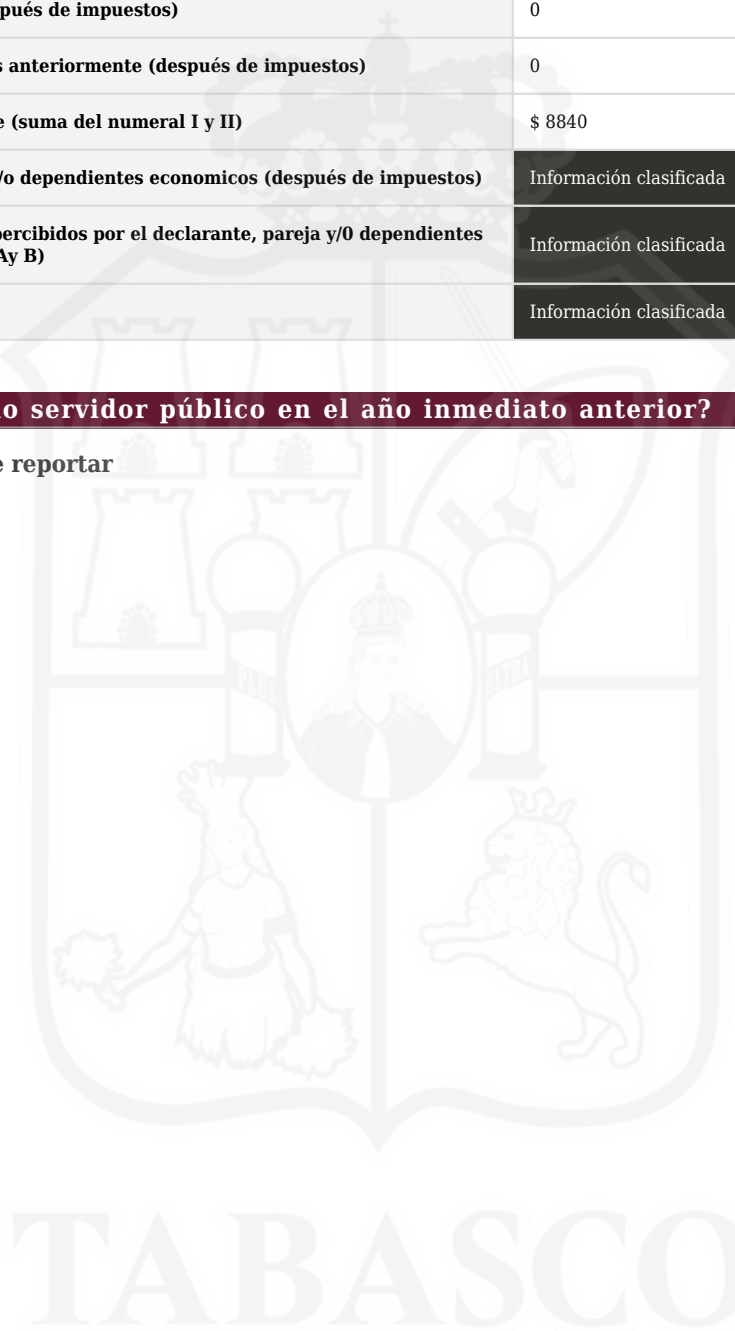 pués de impuestos)
0
s anteriormente (después de impuestos)
0
e (suma del numeral I y II)
$ 8840
/o dependientes economicos (después de impuestos)
Información clasificada
percibidos por el declarante, pareja y/0 dependientes
Ay B)
Información clasificada
Información clasificada
o servidor público en el año inmediato anterior?
e reportar
PLUS
ULTRA
TABASCO